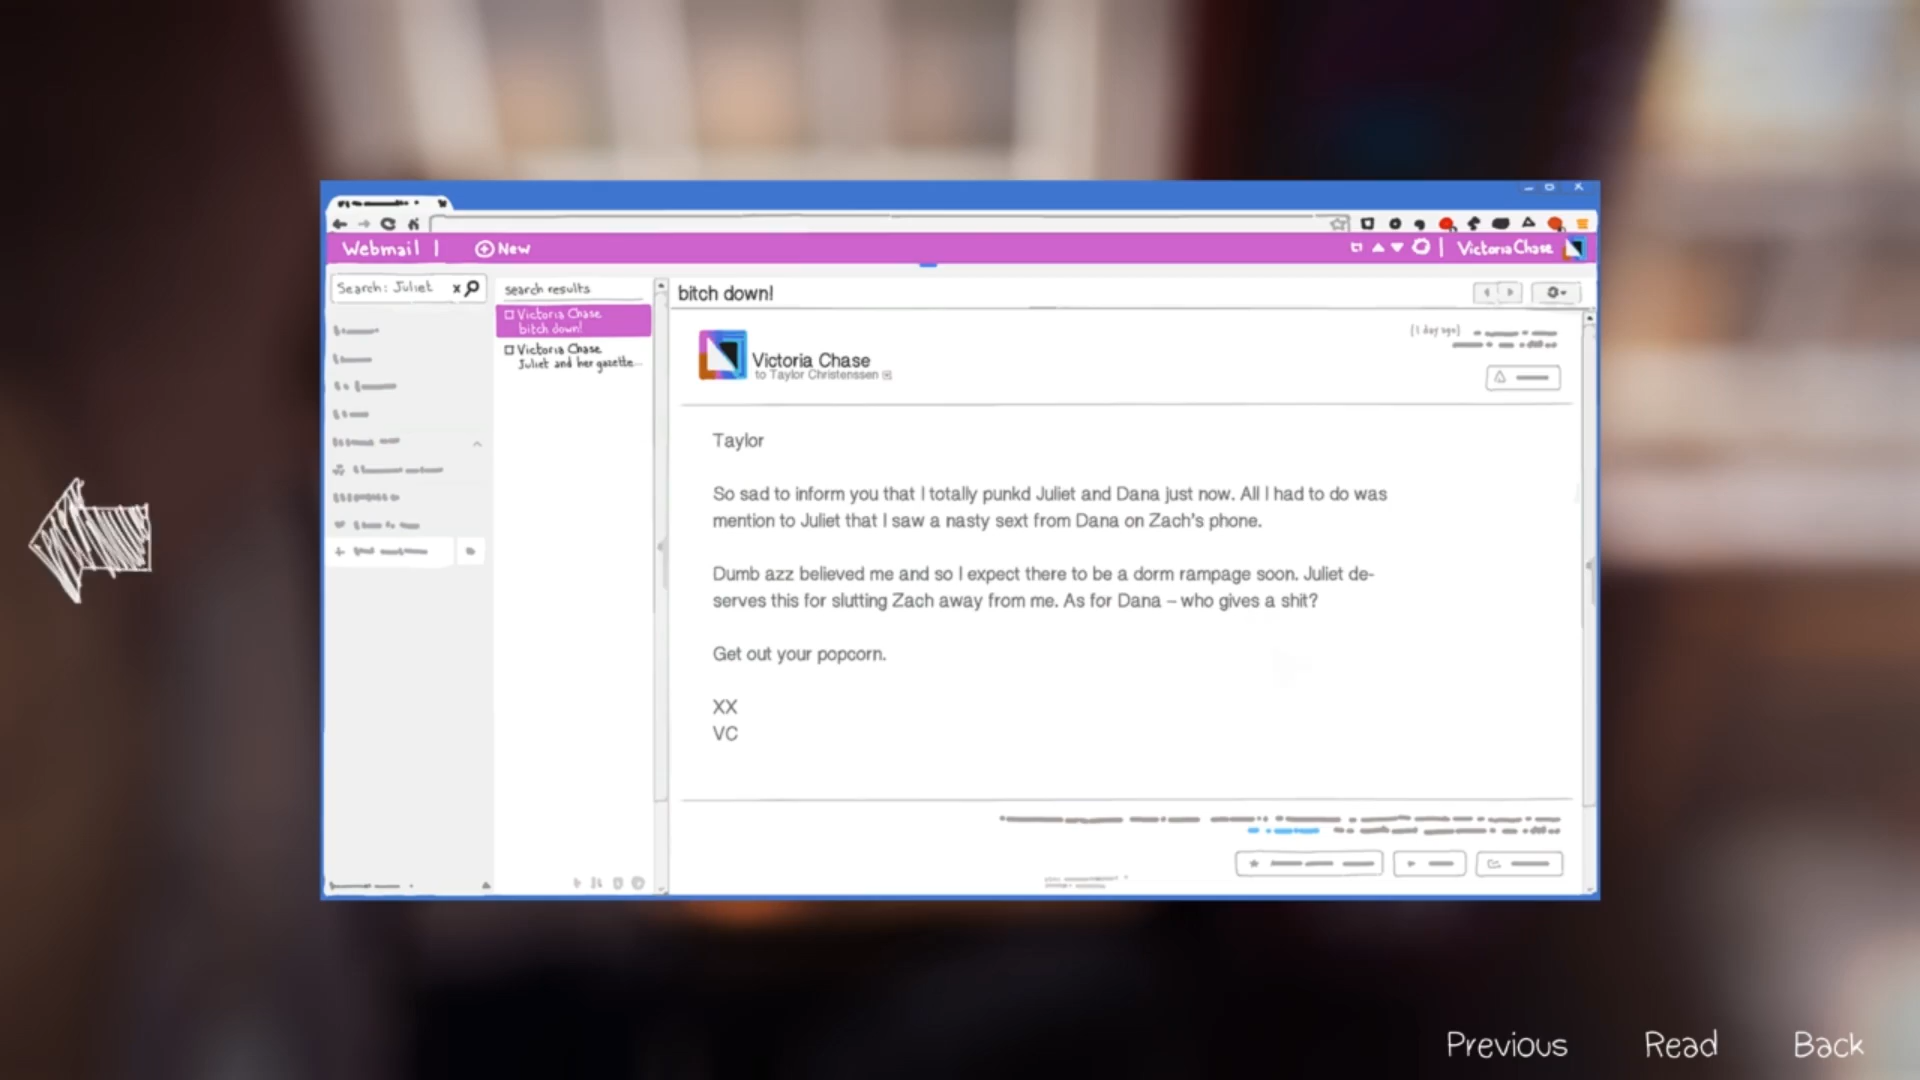 Webmail |
New
Victoria Chase
Search: Juliet x
search results
Victoria Chase
bitch down!
Victoria Chase
Juliet and her gazette...
bitch down!
(1 day ago)
Victoria Chase
to Taylor Christenssen
Taylor
So sad to inform you that I totally punkd Juliet and Dana just now. All I had to do was
mention to Juliet that I saw a nasty sext from Dana on Zach's phone.
Dumb azz believed me and so I expect there to be a dorm rampage soon. Juliet de-
serves this for slutting Zach away from me. As for Dana – who gives a shit?
Get out your popcorn.
XX
VC
Previous
Read
Back